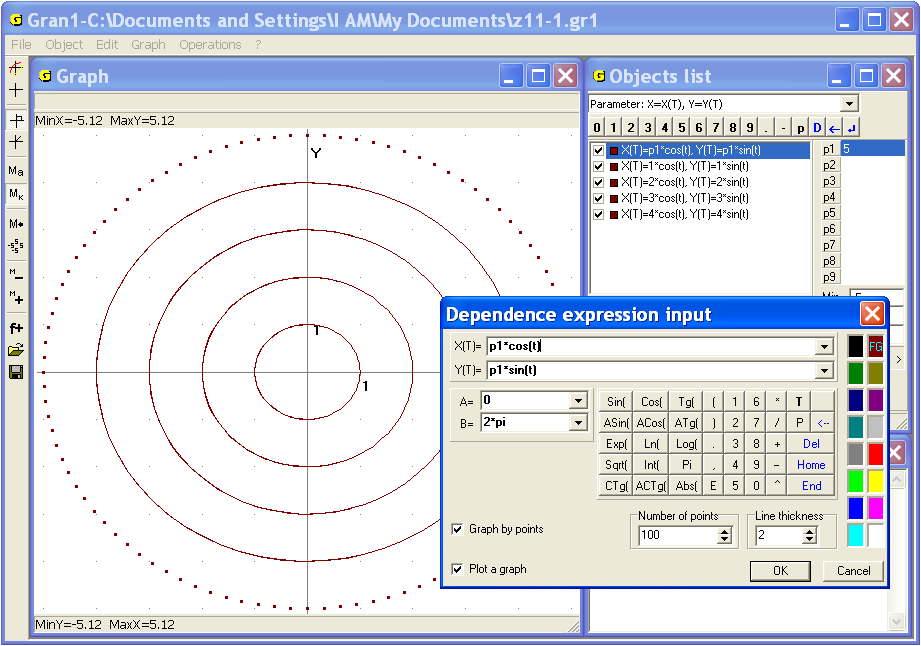 Gran1-C:\Documents and Settings\I AM\My Documents\z11-1.gr1
File Object Edit Graph Operations ?
Graph
MinX=-5.12 MaxY=5.12
Y
1
1
MinY=-5.12 MaxX=5.12
Ma
Mк
M
M
M
f+
Objects list
Parameter: X=X(T), Y=Y(T)
0 1 2 3 4 5 6 7 8 9 . - p D ← ↵
X(T)=p1*cos(t), Y(T)=p1*sin(t)
X(T)=1*cos(t), Y(T)=1*sin(t)
X(T)=2*cos(t), Y(T)=2*sin(t)
X(T)=3*cos(t), Y(T)=3*sin(t)
X(T)=4*cos(t), Y(T)=4*sin(t)
p1 5
p2
p3
p4
p5
p6
p7
p8
p9
Dependence expression input
X(T)= p1*cos(t)
Y(T)= p1*sin(t)
A= 0
B= 2*pi
Sin( Cos( Tg( ( 1 6 * T
ASin( ACos( ATg( ) 2 7 / P <--
Exp( Ln( Log( . 3 8 + Del
Sqrt( Int( Pi , 4 9 - Home
CTg( ACTg( Abs( E 5 0 ^ End
FG
Graph by points
Number of points
100
Line thickness
2
Plot a graph
OK Cancel